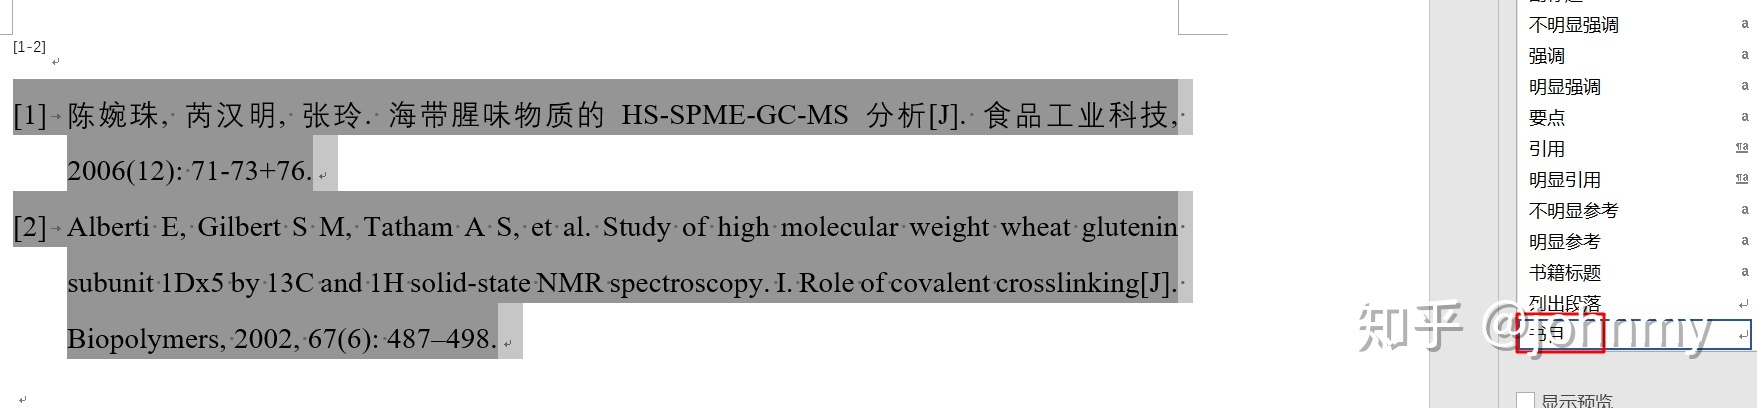 [1-2]
[1] 陈婉珠, 芮汉明, 张玲. 海带腥味物质的 HS-SPME-GC-MS 分析[J]. 食品工业科技,
2006(12): 71-73+76.
[2] Alberti E, Gilbert S M, Tatham A S, et al. Study of high molecular weight wheat glutenin
subunit 1Dx5 by 13C and 1H solid-state NMR spectroscopy. I. Role of covalent crosslinking[J].
Biopolymers, 2002, 67(6): 487–498.
不明显强调 a
强调 a
明显强调 a
要点 a
引用 ¶a
明显引用 ¶a
不明显参考 a
明显参考 a
书籍标题 a
列出段落
书目
显示预览
知乎 @johnmy